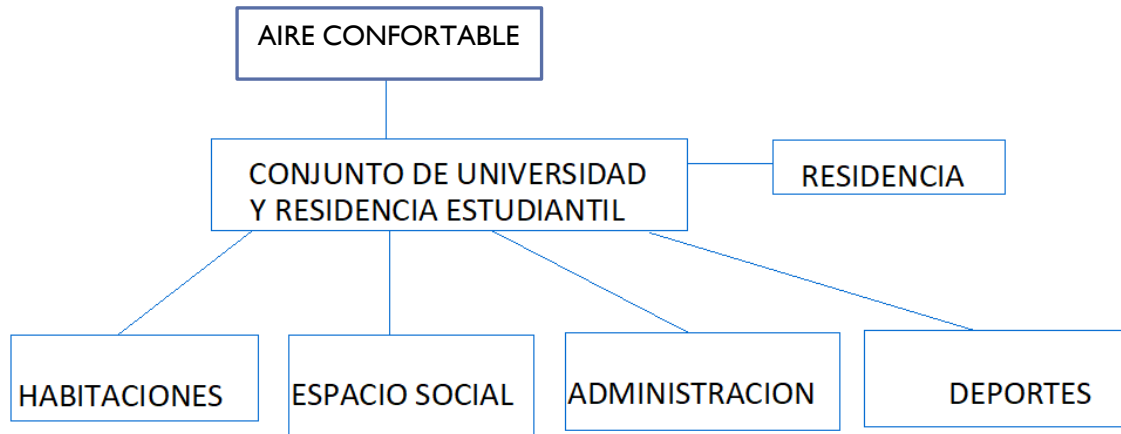 AIRE CONFORTABLE
CONJUNTO DE UNIVERSIDAD
Y RESIDENCIA ESTUDIANTIL
RESIDENCIA
HABITACIONES
ESPACIO SOCIAL
ADMINISTRACION
DEPORTES